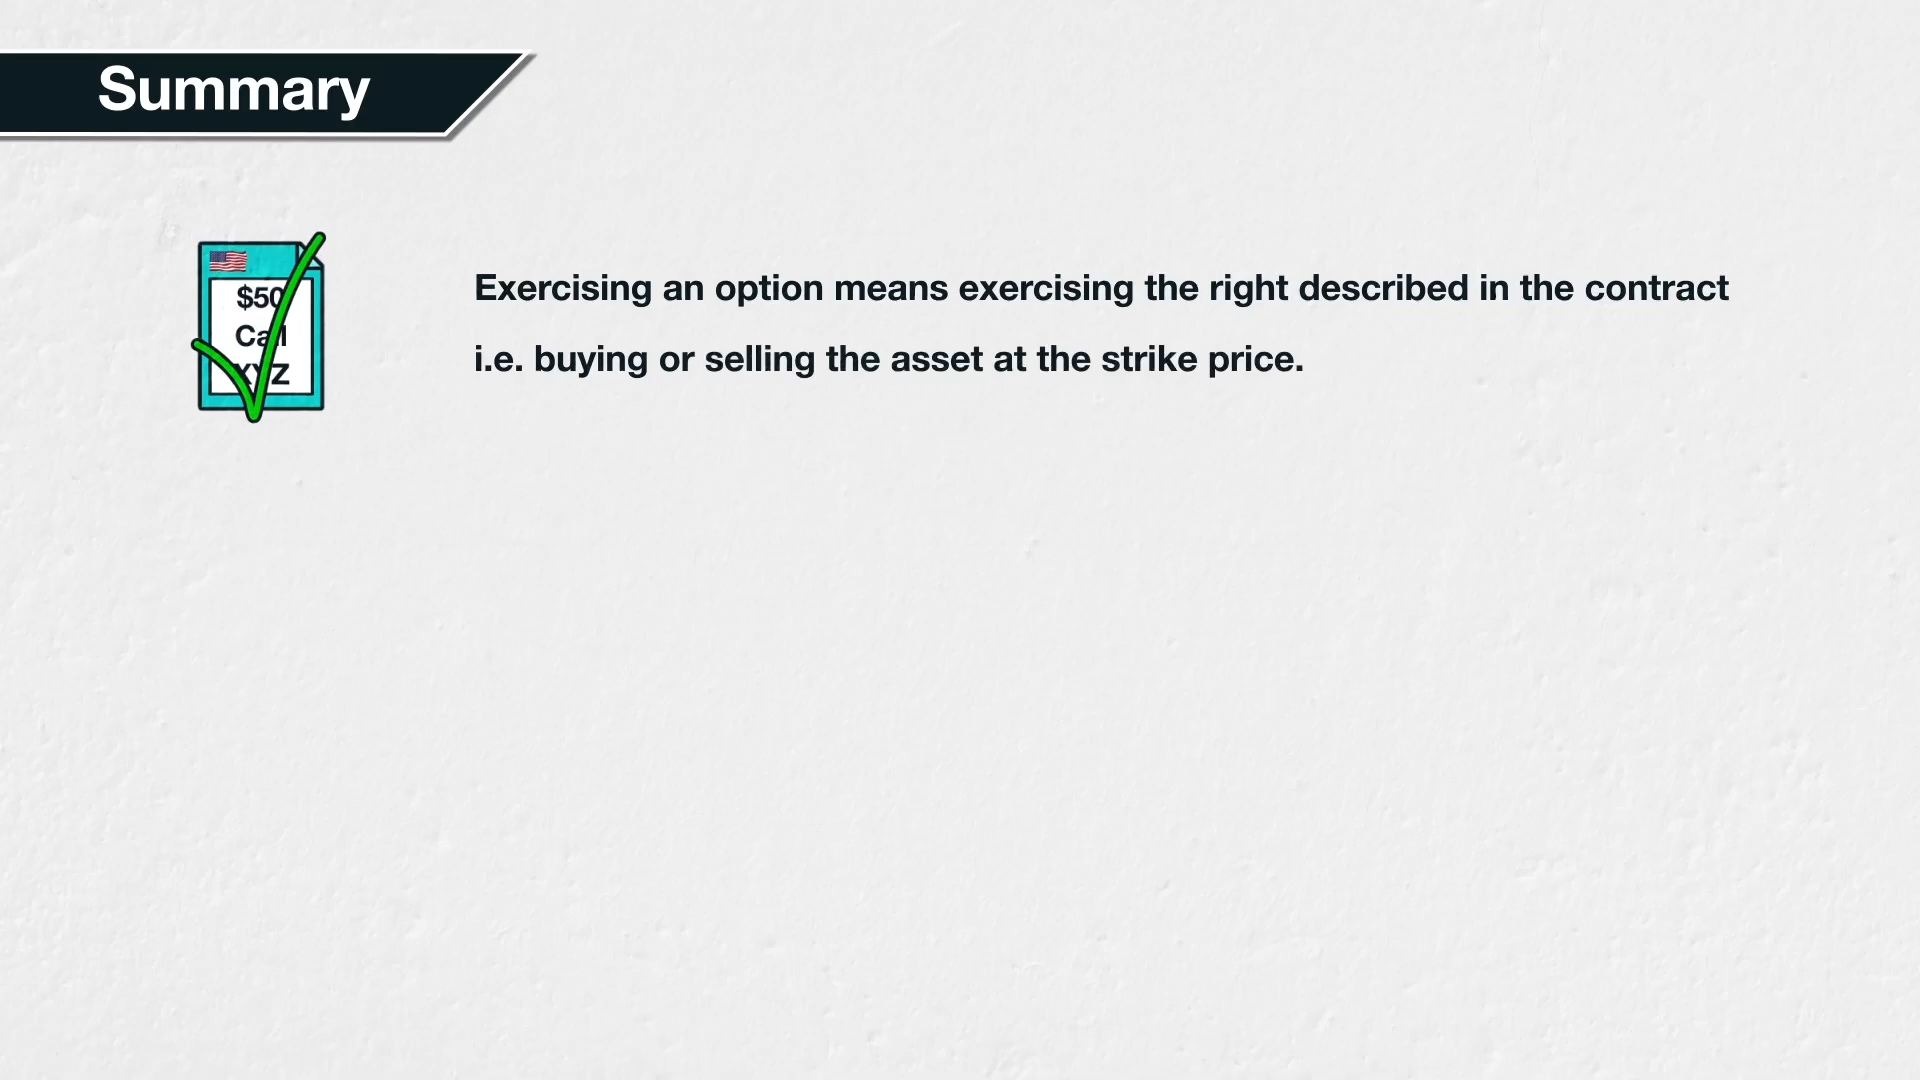 Summary
$50
Call
XYZ
Exercising an option means exercising the right described in the contract
i.e. buying or selling the asset at the strike price.